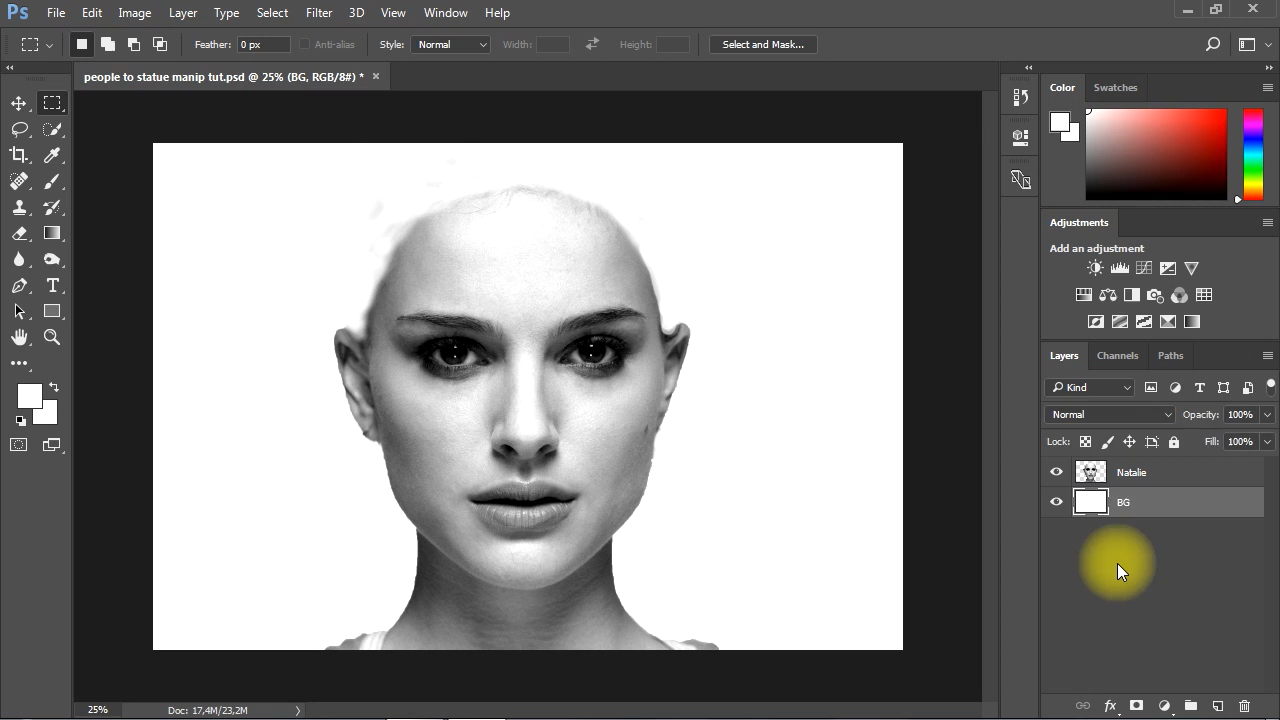 Ps File Edit Image Layer Type Select Filter 3D View Window Help
Feather: 0 px Anti-alias Style: Normal Width: Height: Select and Mask...
people to statue manip tut.psd @ 25% (BG, RGB/8#) * ×
Color Swatches
Adjustments
Add an adjustment
Layers Channels Paths
Kind
Normal Opacity: 100%
Lock: Fill: 100%
Natalie
BG
25% Doc: 17,4M/23,2M